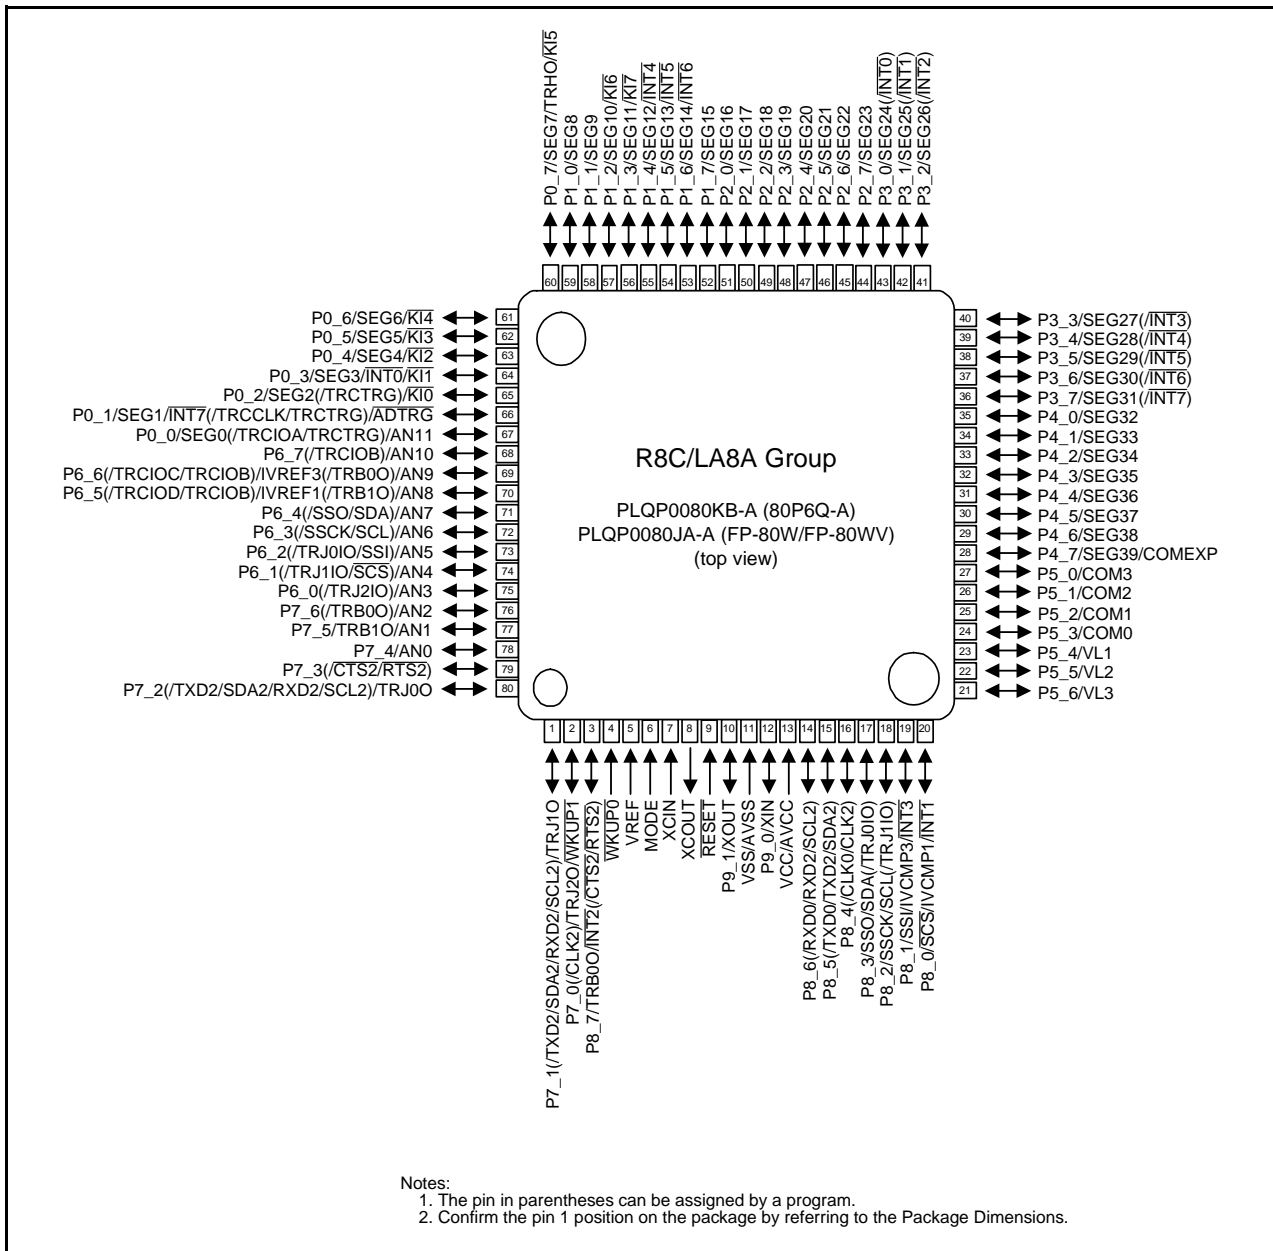 P0_7/SEG7/TRHO/KI5
P1_0/SEG8
P1_1/SEG9
P1_2/SEG10/KI6
P1_3/SEG11/KI7
P1_4/SEG12/INT4
P1_5/SEG13/INT5
P1_6/SEG14/INT6
P1_7/SEG15
P2_0/SEG16
P2_1/SEG17
P2_2/SEG18
P2_3/SEG19
P2_4/SEG20
P2_5/SEG21
P2_6/SEG22
P2_7/SEG23
P3_0/SEG24(/INT0)
P3_1/SEG25(/INT1)
P3_2/SEG26(/INT2)
60 59 58 57 56 55 54 53 52 51 50 49 48 47 46 45 44 43 42 41
P0_6/SEG6/KI4 61
P0_5/SEG5/KI3 62
P0_4/SEG4/KI2 63
P0_3/SEG3/INT0/KI1 64
P0_2/SEG2(/TRCTRG)/KI0 65
P0_1/SEG1/INT7(/TRCCLK/TRCTRG)/ADTRG 66
P0_0/SEG0(/TRCIOA/TRCTRG)/AN11 67
P6_7(/TRCIOB)/AN10 68
P6_6(/TRCIOC/TRCIOB)/IVREF3(/TRB0O)/AN9 69
P6_5(/TRCIOD/TRCIOB)/IVREF1(/TRB1O)/AN8 70
P6_4(/SSO/SDA)/AN7 71
P6_3(/SSCK/SCL)/AN6 72
P6_2(/TRJ0IO/SSI)/AN5 73
P6_1(/TRJ1IO/SCS)/AN4 74
P6_0(/TRJ2IO)/AN3 75
P7_6(/TRB0O)/AN2 76
P7_5/TRB1O/AN1 77
P7_4/AN0 78
P7_3(/CTS2/RTS2) 79
P7_2(/TXD2/SDA2/RXD2/SCL2)/TRJ0O 80
R8C/LA8A Group
PLQP0080KB-A (80P6Q-A)
PLQP0080JA-A (FP-80W/FP-80WV)
(top view)
40 P3_3/SEG27(/INT3)
39 P3_4/SEG28(/INT4)
38 P3_5/SEG29(/INT5)
37 P3_6/SEG30(/INT6)
36 P3_7/SEG31(/INT7)
35 P4_0/SEG32
34 P4_1/SEG33
33 P4_2/SEG34
32 P4_3/SEG35
31 P4_4/SEG36
30 P4_5/SEG37
29 P4_6/SEG38
28 P4_7/SEG39/COMEXP
27 P5_0/COM3
26 P5_1/COM2
25 P5_2/COM1
24 P5_3/COM0
23 P5_4/VL1
22 P5_5/VL2
21 P5_6/VL3
1 2 3 4 5 6 7 8 9 10 11 12 13 14 15 16 17 18 19 20
P7_1(/TXD2/SDA2/RXD2/SCL2)/TRJ1O
P7_0(/CLK2)/TRJ2O/WKUP1
P8_7/TRB0O/INT2(/CTS2/RTS2)
WKUP0
VREF
MODE
XCIN
XCOUT
RESET
P9_1/XOUT
VSS/AVSS
P9_0/XIN
VCC/AVCC
P8_6(/RXD0/RXD2/SCL2)
P8_5(/TXD0/TXD2/SDA2)
P8_4(/CLK0/CLK2)
P8_3/SSO/SDA(/TRJ0IO)
P8_2/SSCK/SCL(/TRJ1IO)
P8_1/SSI/IVCMP3/INT3
P8_0/SCS/IVCMP1/INT1
Notes:
1. The pin in parentheses can be assigned by a program.
2. Confirm the pin 1 position on the package by referring to the Package Dimensions.